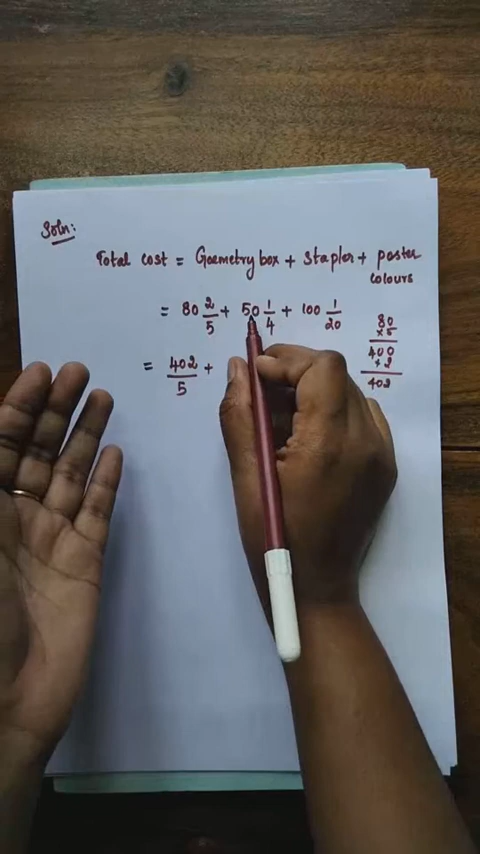 Soln:
Total cost = Geometry box + Stapler + poster
colours
= 80 2/5 + 50 1/4 + 100 1/20
= 402/5 +
80
×5
400
+2
402